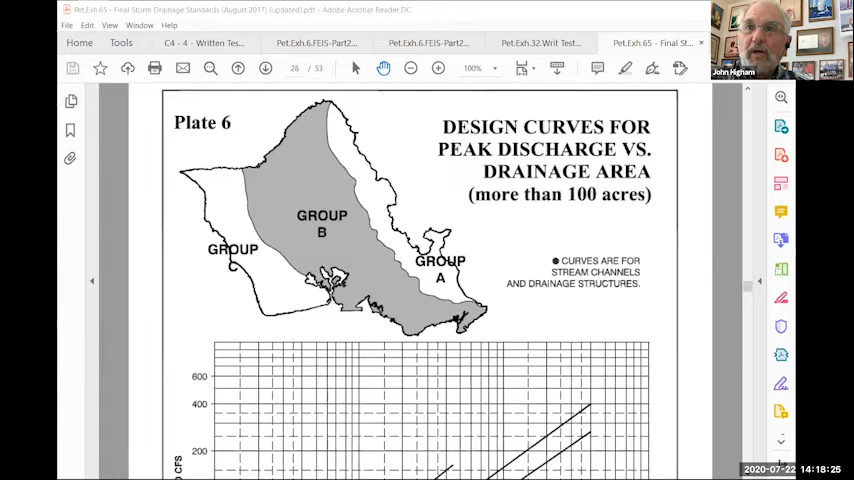 Pet.Exh.65 - Final Storm Drainage Standards (August 2017) (updated).pdf - Adobe Acrobat Reader DC
File Edit View Window Help
Home Tools C4 - 4 - Written Tes... Pet.Exh.6.FEIS-Part2... Pet.Exh.6.FEIS-Part2... Pet.Exh.32.Writ Test... Pet.Exh.65 - Final St... ×
28 / 53 100%
John Higham
Plate 6
DESIGN CURVES FOR
PEAK DISCHARGE VS.
DRAINAGE AREA
(more than 100 acres)
GROUP
B
GROUP
C
GROUP
A
CURVES ARE FOR
STREAM CHANNELS
AND DRAINAGE STRUCTURES.
600
400
200
CFS
2020-07-22 14:18:25